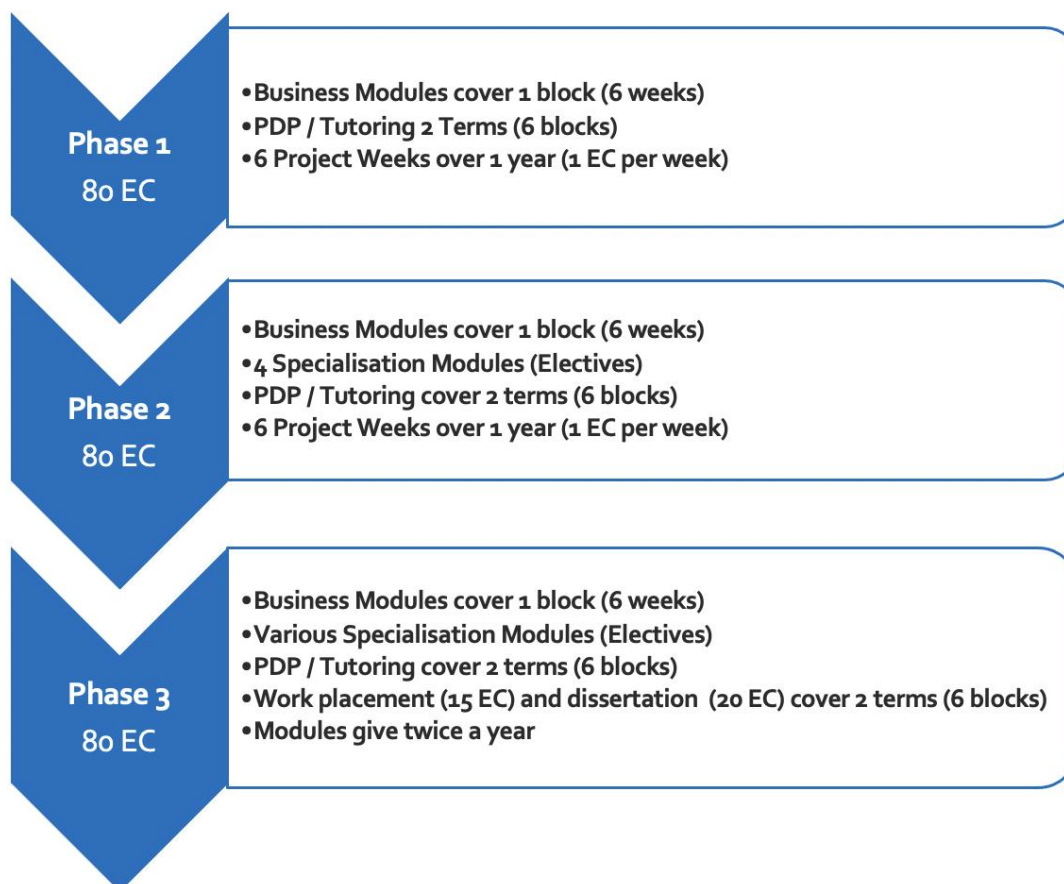 Phase 1
80 EC
•Business Modules cover 1 block (6 weeks)
•PDP / Tutoring 2 Terms (6 blocks)
•6 Project Weeks over 1 year (1 EC per week)
Phase 2
80 EC
•Business Modules cover 1 block (6 weeks)
•4 Specialisation Modules (Electives)
•PDP / Tutoring cover 2 terms (6 blocks)
•6 Project Weeks over 1 year (1 EC per week)
Phase 3
80 EC
•Business Modules cover 1 block (6 weeks)
•Various Specialisation Modules (Electives)
•PDP / Tutoring cover 2 terms (6 blocks)
•Work placement (15 EC) and dissertation (20 EC) cover 2 terms (6 blocks)
•Modules give twice a year